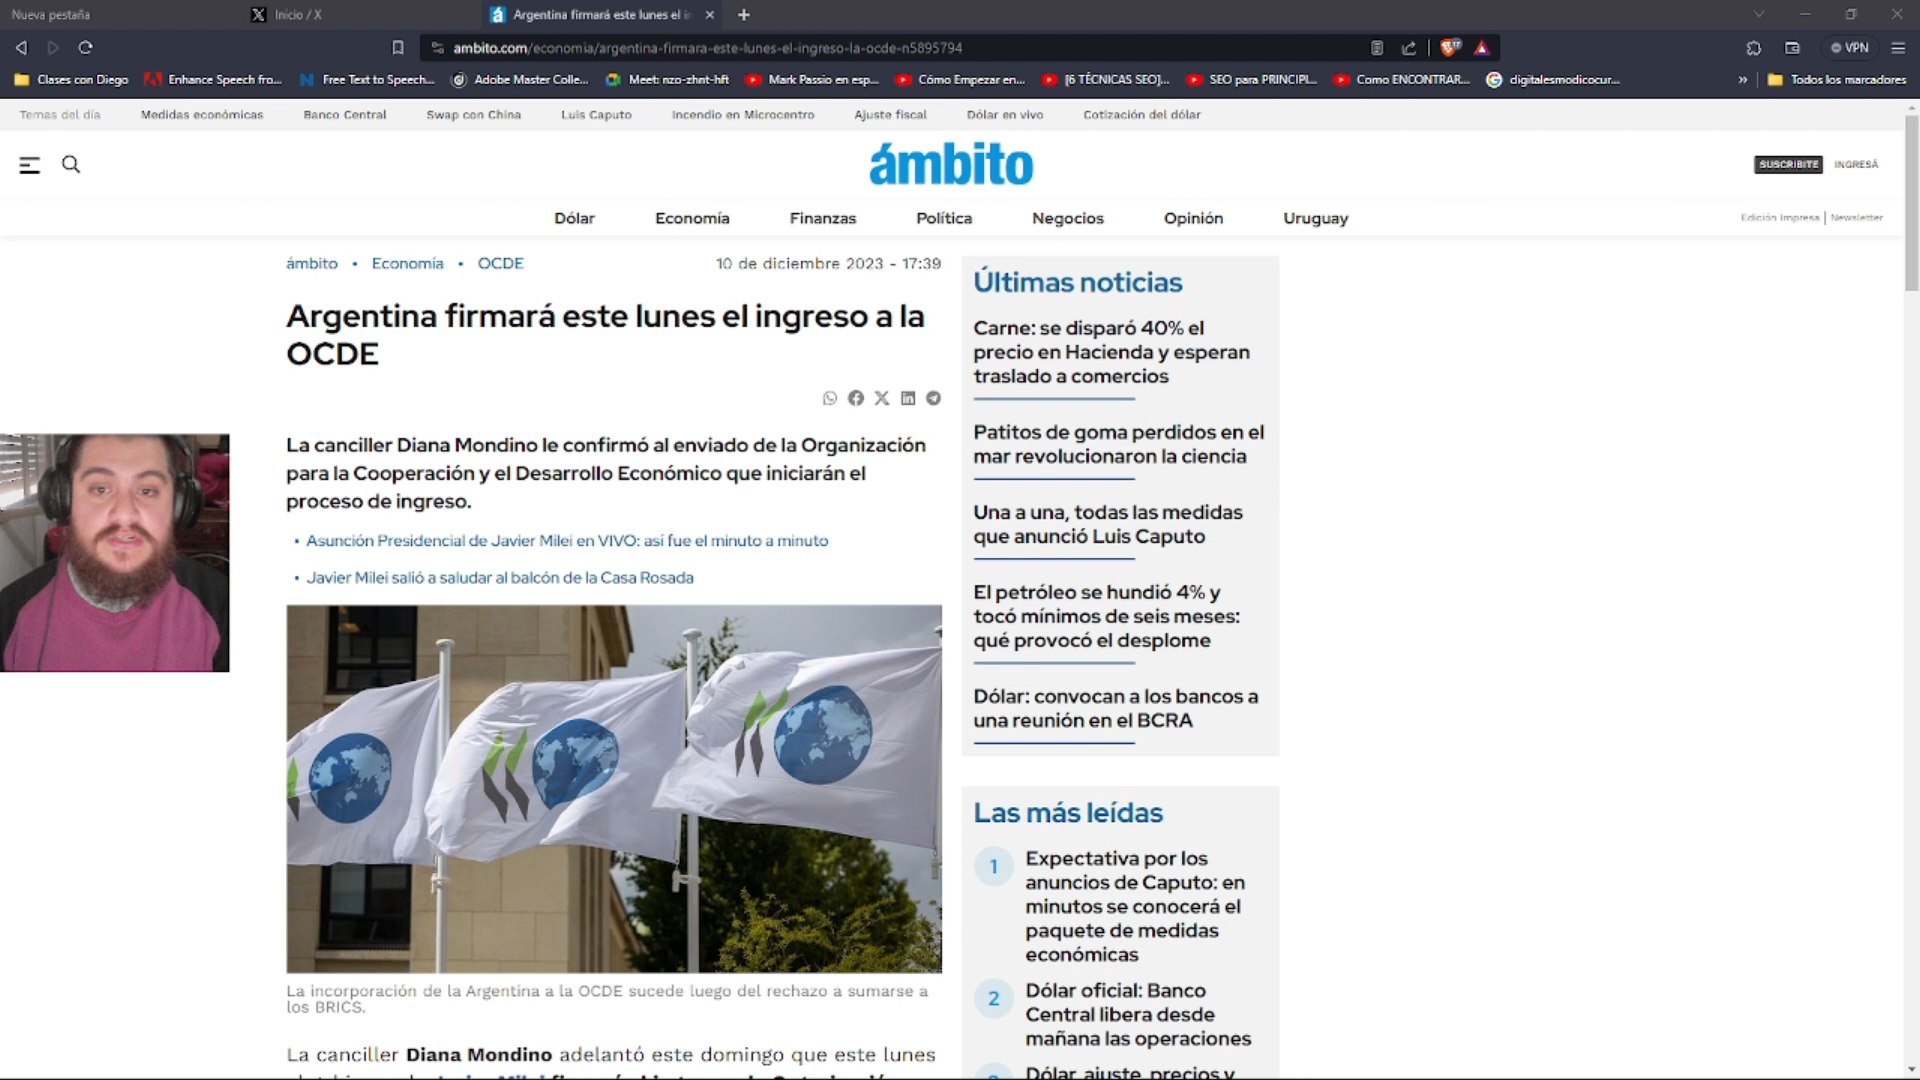 Nueva pestaña
Inicio / X
Argentina firmará este lunes el in
ambito.com/economia/argentina-firmara-este-lunes-el-ingreso-la-ocde-n5895794
VPN
Clases con Diego
Enhance Speech fro...
Free Text to Speech...
Adobe Master Colle...
Meet: nzo-zhnt-hft
Mark Passio en esp...
Cómo Empezar en...
[6 TÉCNICAS SEO]...
SEO para PRINCIPI...
Como ENCONTRAR...
digitalesmodicocur...
Todos los marcadores
Temas del día
Medidas económicas
Banco Central
Swap con China
Luis Caputo
Incendio en Microcentro
Ajuste fiscal
Dólar en vivo
Cotización del dólar
ámbito
SUSCRIBITE
INGRESÁ
Dólar
Economía
Finanzas
Política
Negocios
Opinión
Uruguay
Edición Impresa | Newsletter
ámbito • Economía • OCDE
10 de diciembre 2023 - 17:39
Argentina firmará este lunes el ingreso a la
OCDE
La canciller Diana Mondino le confirmó al enviado de la Organización
para la Cooperación y el Desarrollo Económico que iniciarán el
proceso de ingreso.
• Asunción Presidencial de Javier Milei en VIVO: así fue el minuto a minuto
• Javier Milei salió a saludar al balcón de la Casa Rosada
La incorporación de la Argentina a la OCDE sucede luego del rechazo a sumarse a
los BRICS.
La canciller Diana Mondino adelantó este domingo que este lunes
Últimas noticias
Carne: se disparó 40% el
precio en Hacienda y esperan
traslado a comercios
Patitos de goma perdidos en el
mar revolucionaron la ciencia
Una a una, todas las medidas
que anunció Luis Caputo
El petróleo se hundió 4% y
tocó mínimos de seis meses:
qué provocó el desplome
Dólar: convocan a los bancos a
una reunión en el BCRA
Las más leídas
1
Expectativa por los
anuncios de Caputo: en
minutos se conocerá el
paquete de medidas
económicas
2
Dólar oficial: Banco
Central libera desde
mañana las operaciones
Dólar, ajuste, precios y